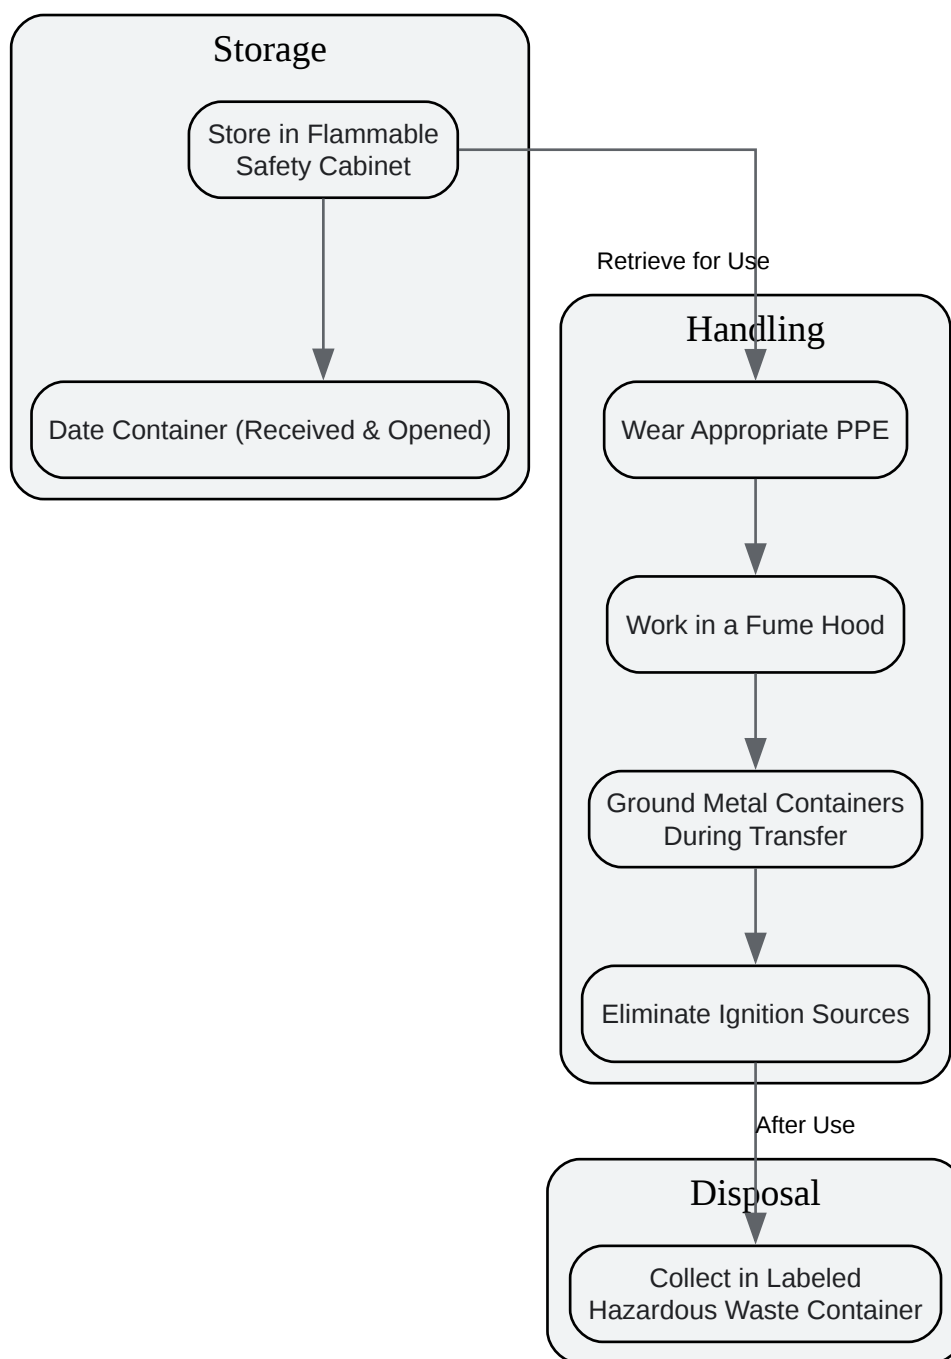 Storage
Store in Flammable
Safety Cabinet
Date Container (Received & Opened)
Retrieve for Use
Handling
Wear Appropriate PPE
Work in a Fume Hood
Ground Metal Containers
During Transfer
Eliminate Ignition Sources
After Use
Disposal
Collect in Labeled
Hazardous Waste Container